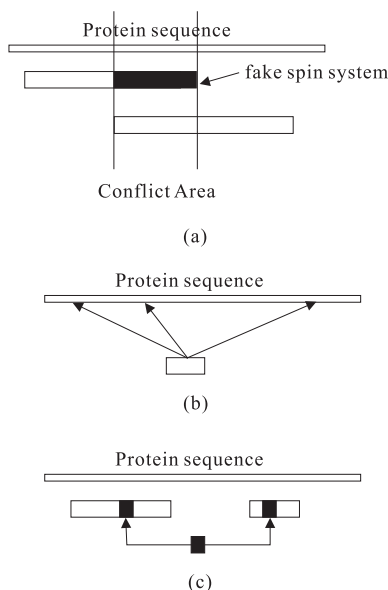 Protein sequence
fake spin system
Conflict Area
(a)
Protein sequence
(b)
Protein sequence
(c)